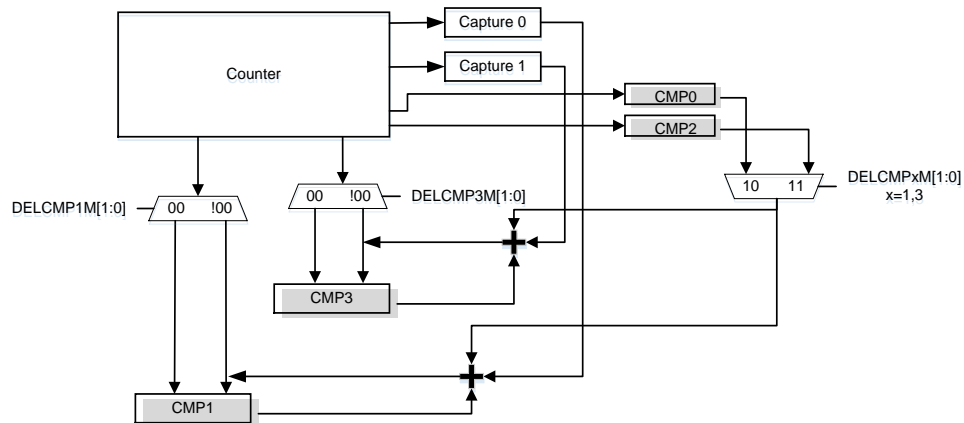 Capture 0
Counter
Capture 1
CMP0
CMP2
10 11
DELCMPxM[1:0]
x=1,3
DELCMP1M[1:0]
00 !00
00 !00
DELCMP3M[1:0]
CMP3
CMP1